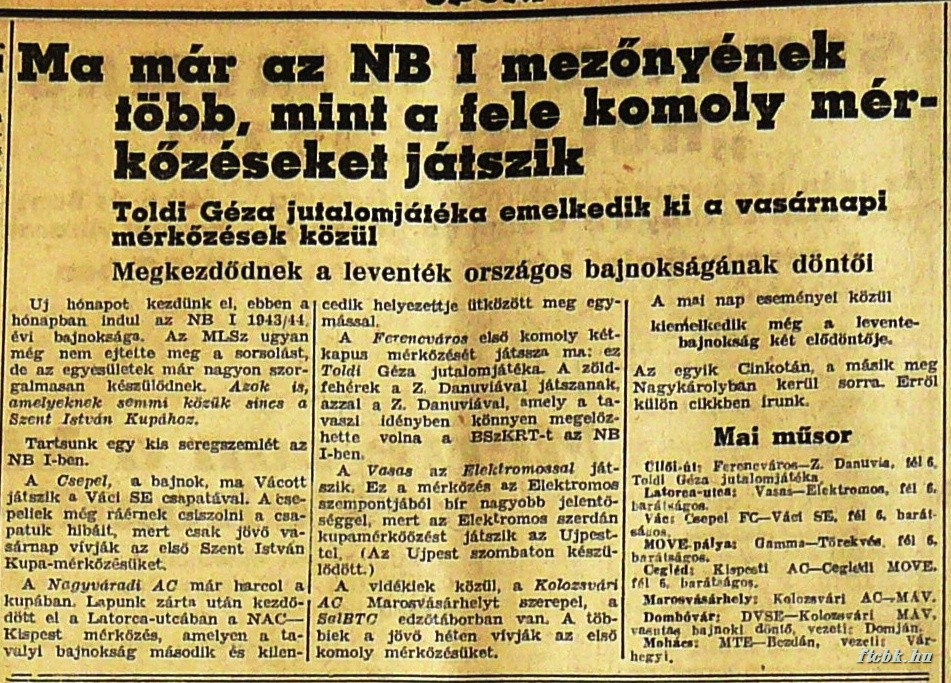 Ma már az NB I mezőnyének
több, mint a fele komoly mér-
kőzéseket játszik
Toldi Géza jutalomjátéka emelkedik ki a vasárnapi
mérkőzések közül
Megkezdődnek a leventék országos bajnokságának döntői
Uj hónapot kezdünk el, ebben a
hónapban indul az NB I 1943/44.
évi bajnoksága. Az MLSz ugyan
még nem ejtette meg a sorsolást,
de az egyesületek már nagyon szor-
galmasan készülődnek. Azok is,
amelyeknek semmi közük sincs a
Szent István Kupához.
Tartsunk egy kis seregszemlét az
NB I-ben.
A Csepel, a bajnok, ma Vácott
játszik a Váci SE csapatával. A cse-
peliek még ráérnek csiszolni a csa-
patuk hibáit, mert csak jövő va-
sárnap vívják az első Szent István
Kupa-mérkőzésüket.
A Nagyváradi AC már harcol a
kupában. Lapunk zárta után kezdő-
dött el a Latorca-utcában a NAC—
Kispest mérkőzés, amelyen a ta-
valyi bajnokság második és kilen-
cedik helyezettje ütközött meg egy-
mással.
A Ferencváros első komoly két-
kapus mérkőzését játssza ma: ez
Toldi Géza jutalomjátéka. A zöld-
fehérek a Z. Danuviával játszanak,
azzal a Z. Danuviával, amely a ta-
vaszi idényben könnyen megelőz-
hette volna a BSzKRT-t az NB
I-ben.
A Vasas az Elektromossal ját-
szik. Ez a mérkőzés az Elektromos
szempontjából bír nagyobb jelentő-
séggel, mert az Elektromos szerdán
kupamérkőőzést játszik az Ujpest-
tel. (Az Ujpest szombaton készü-
lődött.)
A vidékiek közül, a Kolozsvári
AC Marosvásárhelyt szerepel, a
SalBTC edzőtáborban van. A töb-
biek a jövő héten vívják az első
komoly mérkőzésüket.
A mai nap eseményei közül
kiemelkedik még a levente-
bajnokság két elődöntője.
Az egyik Cinkotán, a másik meg
Nagykárolyban kerül sorra. Erről
külön cikkben írunk.
Mai műsor
Üllői-út: Ferencváros—Z. Danuvia, fél 6.
Toldi Géza jutalomjátéka.
Latorca-utca: Vasas—Elektromos, fél 6,
barátságos.
Vác: Csepel FC—Váci SE, fél 6, barát-
ságos.
MOVE-pálya: Gamma—Törekvés, fél 6,
barátságos.
Cegléd: Kispesti AC—Ceglédi MOVE,
fél 6, barátságos.
Marosvásárhely: Kolozsvári AC—MÁV.
Dombóvár: DVSE—Kolozsvári MÁV,
vasutas bajnoki döntő, vezeti: Domján.
Mohács: MTE—Bezdán, vezeti Vár-
hegyi.
ftcbk.hu